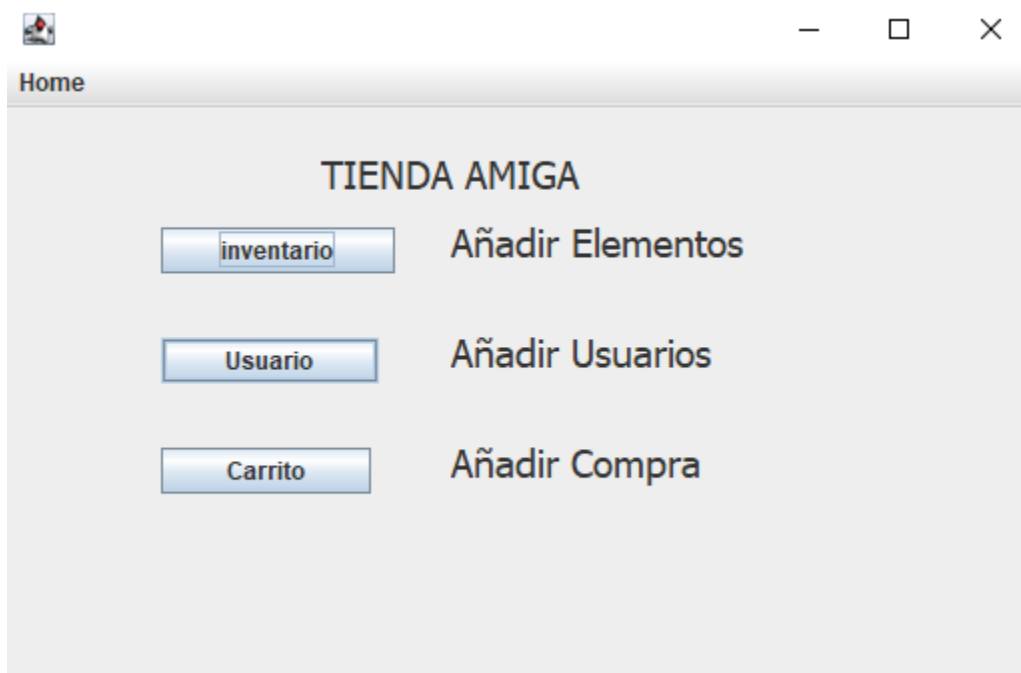 Home
TIENDA AMIGA
inventario Añadir Elementos
Usuario Añadir Usuarios
Carrito Añadir Compra